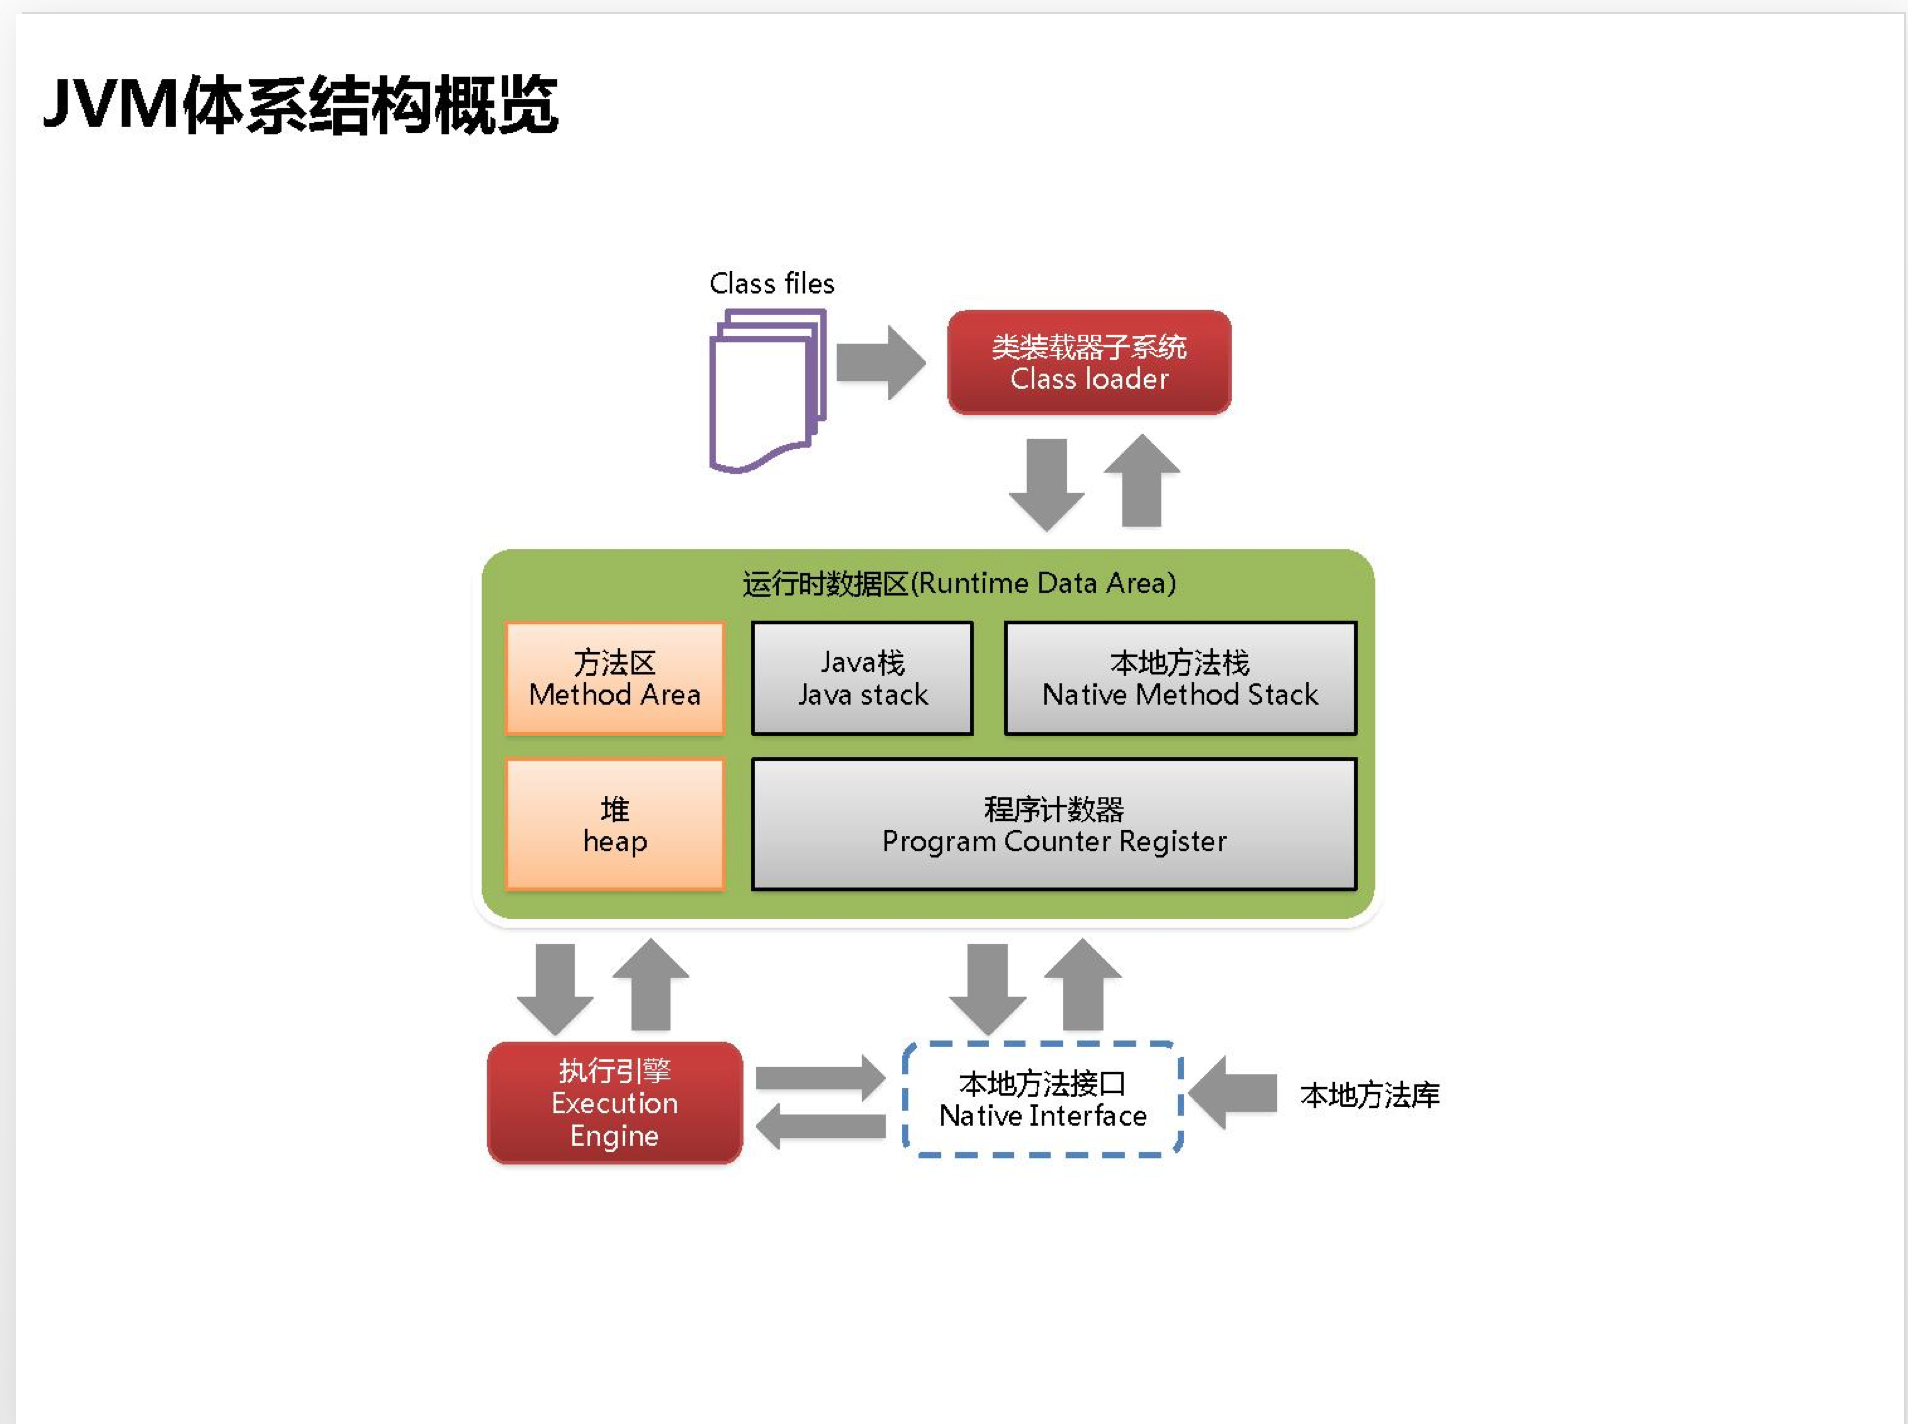 JVM体系结构概览
Class files
类装载器子系统
Class loader
运行时数据区(Runtime Data Area)
方法区
Method Area
Java栈
Java stack
本地方法栈
Native Method Stack
堆
heap
程序计数器
Program Counter Register
执行引擎
Execution
Engine
本地方法接口
Native Interface
本地方法库